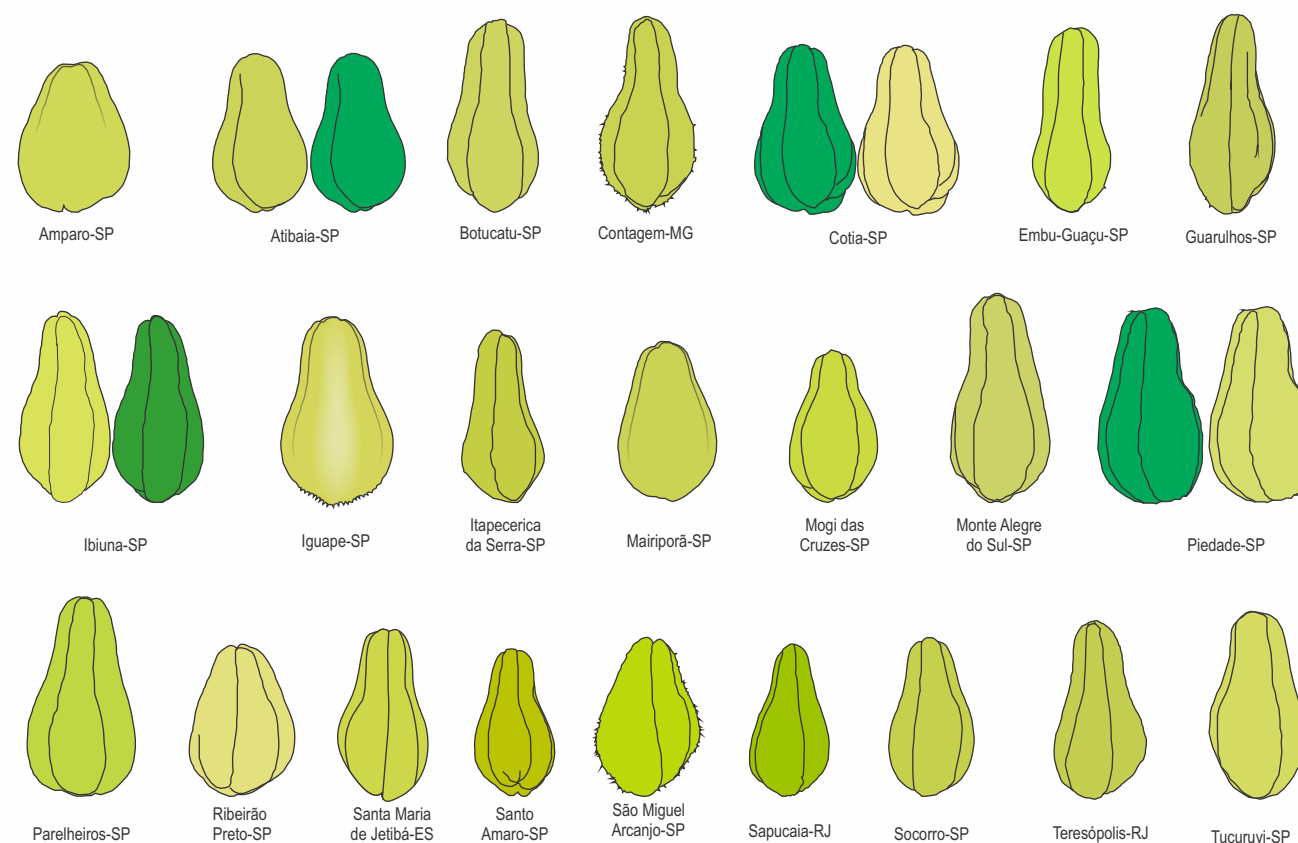 Amparo-SP
Atibaia-SP
Botucatu-SP
Contagem-MG
Cotia-SP
Embu-Guaçu-SP
Guarulhos-SP
Ibiuna-SP
Iguape-SP
Itapecerica
da Serra-SP
Mairiporã-SP
Mogi das
Cruzes-SP
Monte Alegre
do Sul-SP
Piedade-SP
Parelheiros-SP
Ribeirão
Preto-SP
Santa Maria
de Jetibá-ES
Santo
Amaro-SP
São Miguel
Arcanjo-SP
Sapucaia-RJ
Socorro-SP
Teresópolis-RJ
Tucuruvi-SP